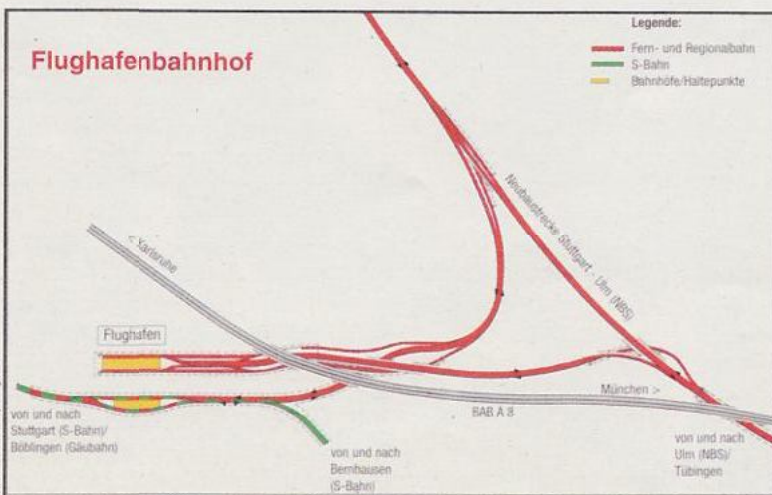 Flughafenbahnhof
Legende:
Fern- und Regionalbahn
S-Bahn
Bahnhöfe/Haltepunkte
Neubaustrecke Stuttgart - Ulm (NBS)
< Karlsruhe
Flughafen
München >
BAB A 8
von und nach
Stuttgart (S-Bahn)/
Böblingen (Gäubahn)
von und nach
Bernhausen
(S-Bahn)
von und nach
Ulm (NBS)/
Tübingen